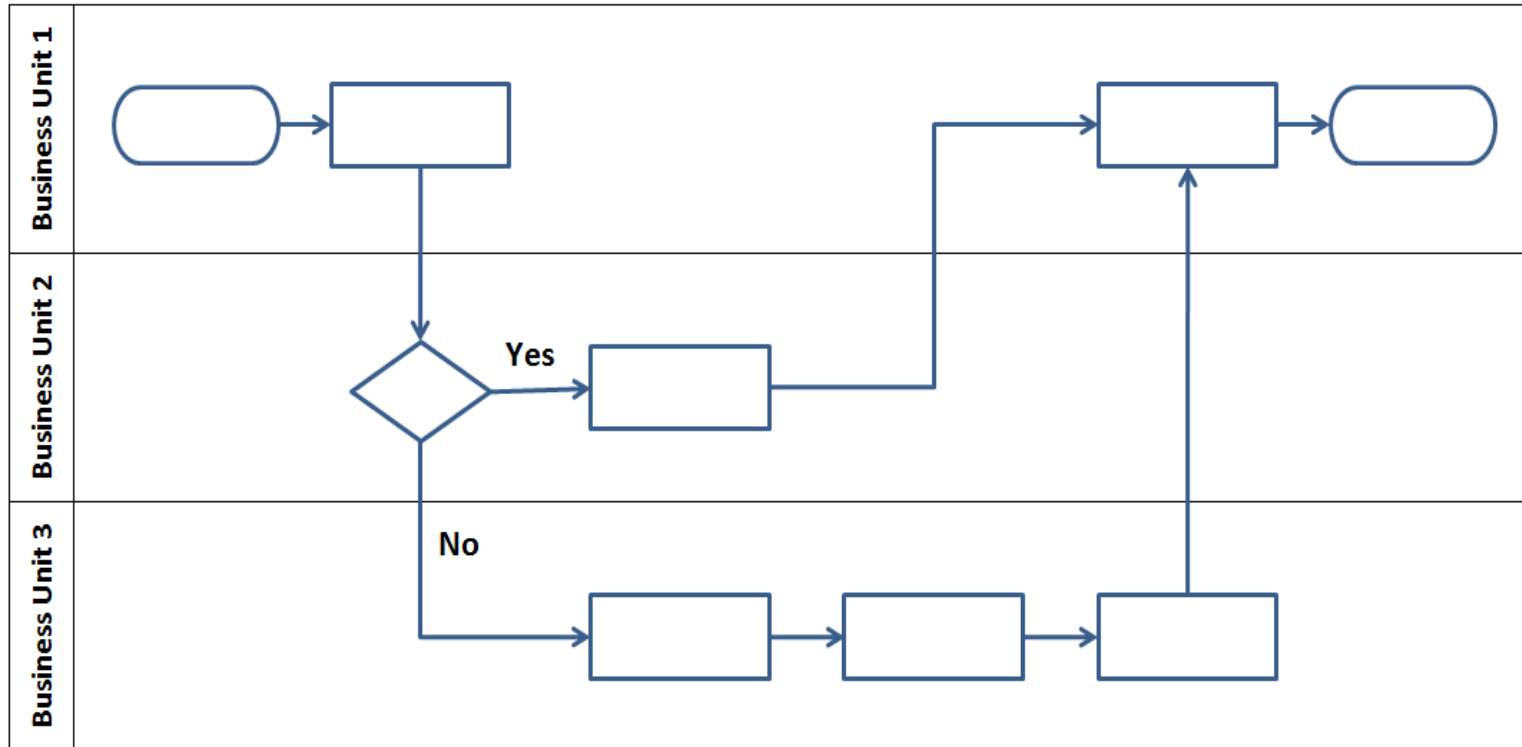 Business Unit 1
Business Unit 2
Yes
Business Unit 3
No